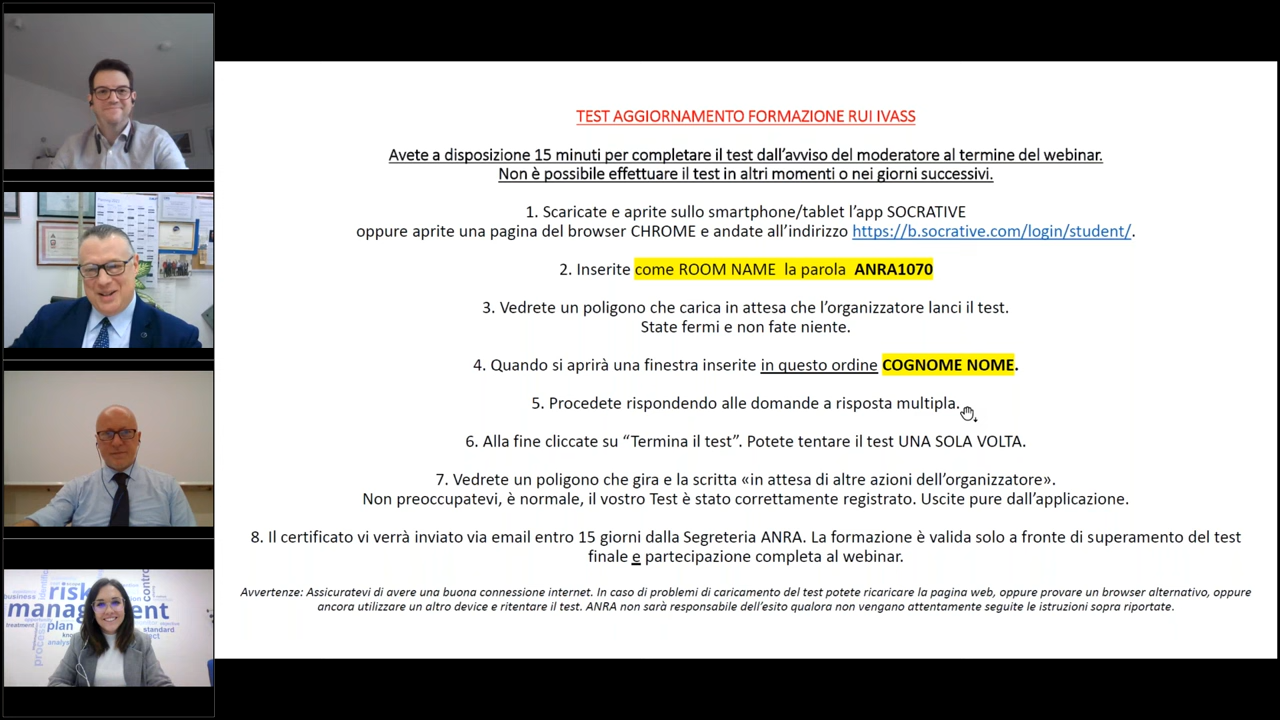 TEST AGGIORNAMENTO FORMAZIONE RUI IVASS
Avete a disposizione 15 minuti per completare il test dall'avviso del moderatore al termine del webinar.
Non è possibile effettuare il test in altri momenti o nei giorni successivi.
1. Scaricate e aprite sullo smartphone/tablet l'app SOCRATIVE
oppure aprite una pagina del browser CHROME e andate all'indirizzo https://b.socrative.com/login/student/.
2. Inserite come ROOM NAME la parola ANRA1070
3. Vedrete un poligono che carica in attesa che l'organizzatore lanci il test.
State fermi e non fate niente.
4. Quando si aprirà una finestra inserite in questo ordine COGNOME NOME.
5. Procedete rispondendo alle domande a risposta multipla.
6. Alla fine cliccate su "Termina il test". Potete tentare il test UNA SOLA VOLTA.
7. Vedrete un poligono che gira e la scritta «in attesa di altre azioni dell'organizzatore».
Non preoccupatevi, è normale, il vostro Test è stato correttamente registrato. Uscite pure dall'applicazione.
8. Il certificato vi verrà inviato via email entro 15 giorni dalla Segreteria ANRA. La formazione è valida solo a fronte di superamento del test
finale e partecipazione completa al webinar.
Avvertenze: Assicuratevi di avere una buona connessione internet. In caso di problemi di caricamento del test potete ricaricare la pagina web, oppure provare un browser alternativo, oppure
ancora utilizzare un altro device e ritentare il test. ANRA non sarà responsabile dell'esito qualora non vengano attentamente seguite le istruzioni sopra riportate.
business risk
management
treatment plan standard
process
analysis